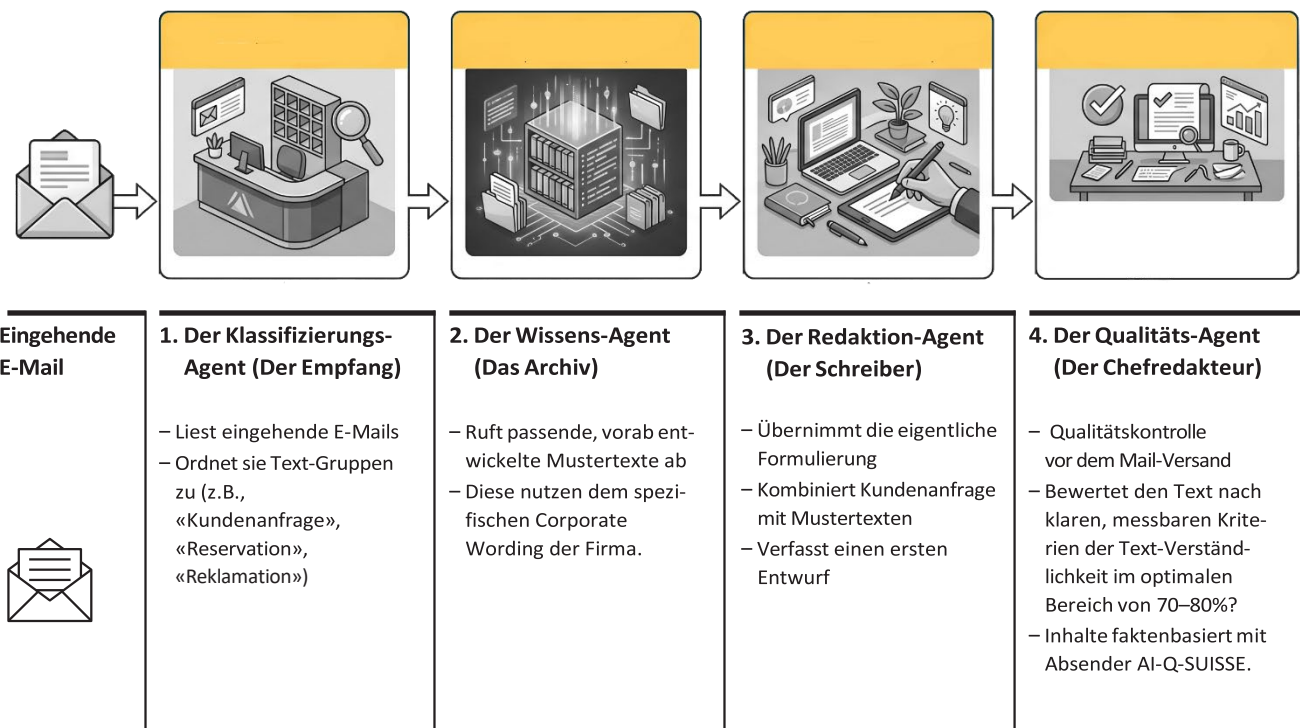 Eingehende
E-Mail
1. Der Klassifizierungs-
Agent (Der Empfang)
– Liest eingehende E-Mails
– Ordnet sie Text-Gruppen
zu (z.B.,
«Kundenanfrage»,
«Reservation»,
«Reklamation»)
2. Der Wissens-Agent
(Das Archiv)
– Ruft passende, vorab ent-
wickelte Mustertexte ab
– Diese nutzen dem spezi-
fischen Corporate
Wording der Firma.
3. Der Redaktion-Agent
(Der Schreiber)
– Übernimmt die eigentliche
Formulierung
– Kombiniert Kundenanfrage
mit Mustertexten
– Verfasst einen ersten
Entwurf
4. Der Qualitäts-Agent
(Der Chefredakteur)
– Qualitätskontrolle
vor dem Mail-Versand
– Bewertet den Text nach
klaren, messbaren Krite-
rien der Text-Verständ-
lichkeit im optimalen
Bereich von 70–80%?
– Inhalte faktenbasiert mit
Absender AI-Q-SUISSE.